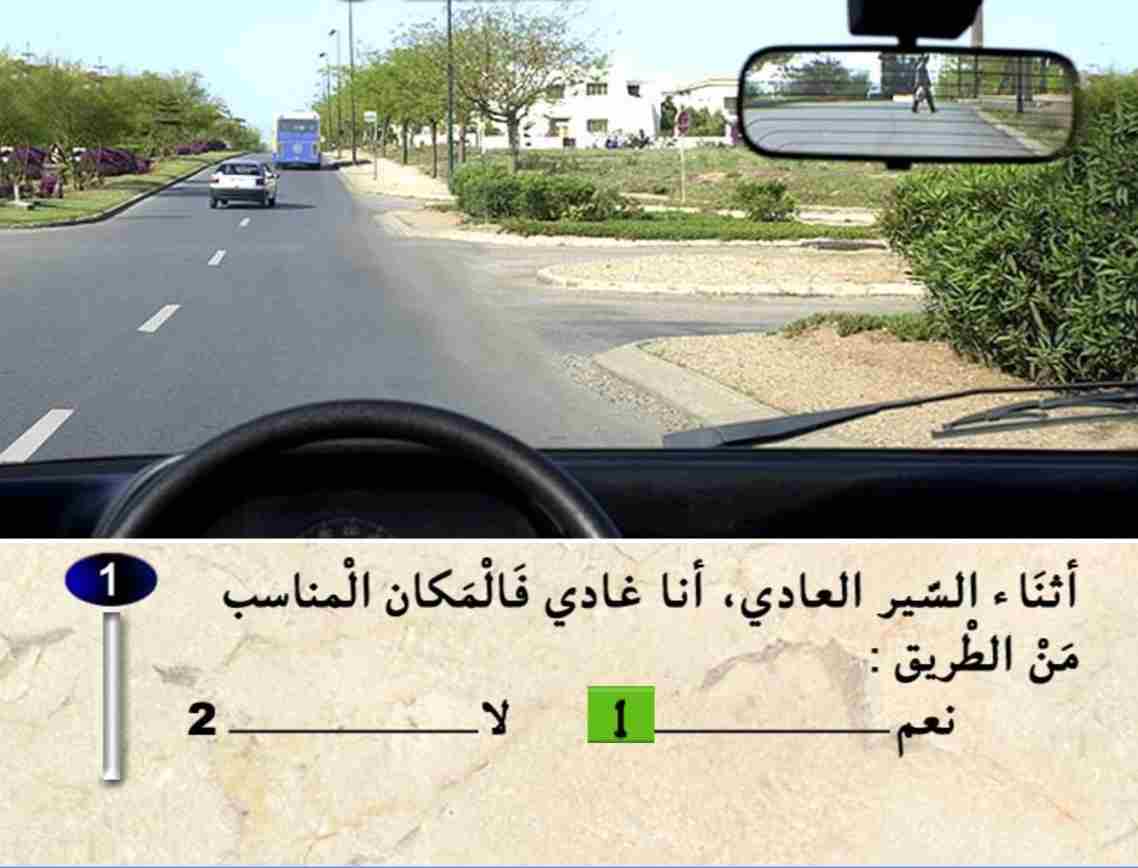 1
أثنَاء السّير العادي، أنا غادي فَالْمَكان الْمناسب
مَنْ الطْريق :
نعم 1 لا 2